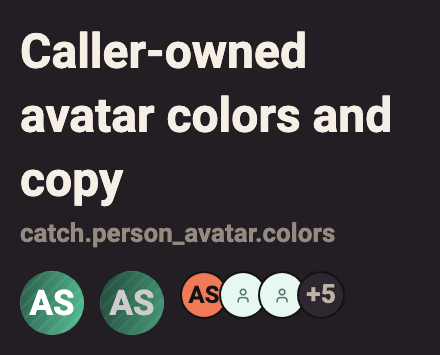 Caller-owned
avatar colors and
copy
catch.person_avatar.colors
AS AS AS +5